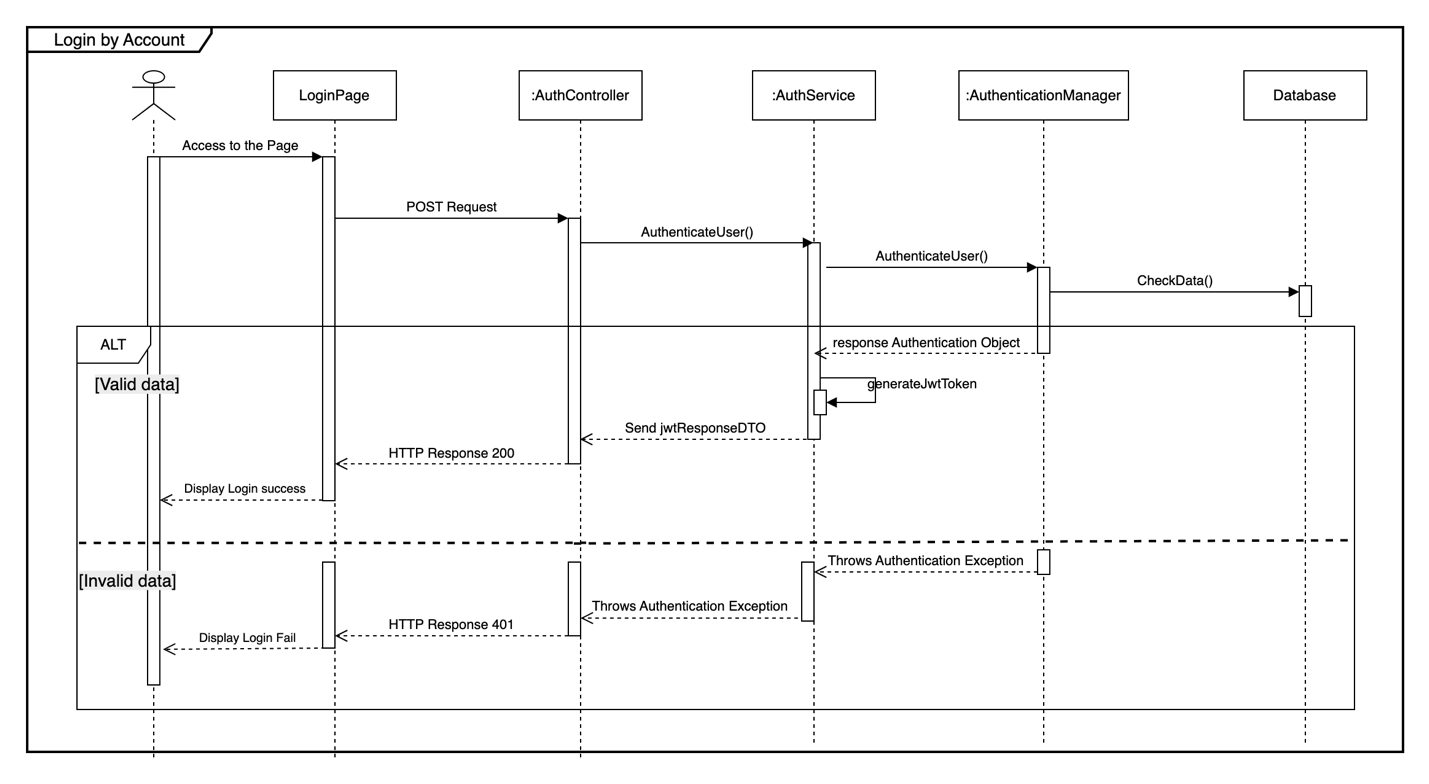 Login by Account
LoginPage
:AuthController
:AuthService
:AuthenticationManager
Database
Access to the Page
POST Request
AuthenticateUser()
AuthenticateUser()
CheckData()
ALT
response Authentication Object
[Valid data]
generateJwtToken
Send jwtResponseDTO
HTTP Response 200
Display Login success
Throws Authentication Exception
[Invalid data]
Throws Authentication Exception
HTTP Response 401
Display Login Fail